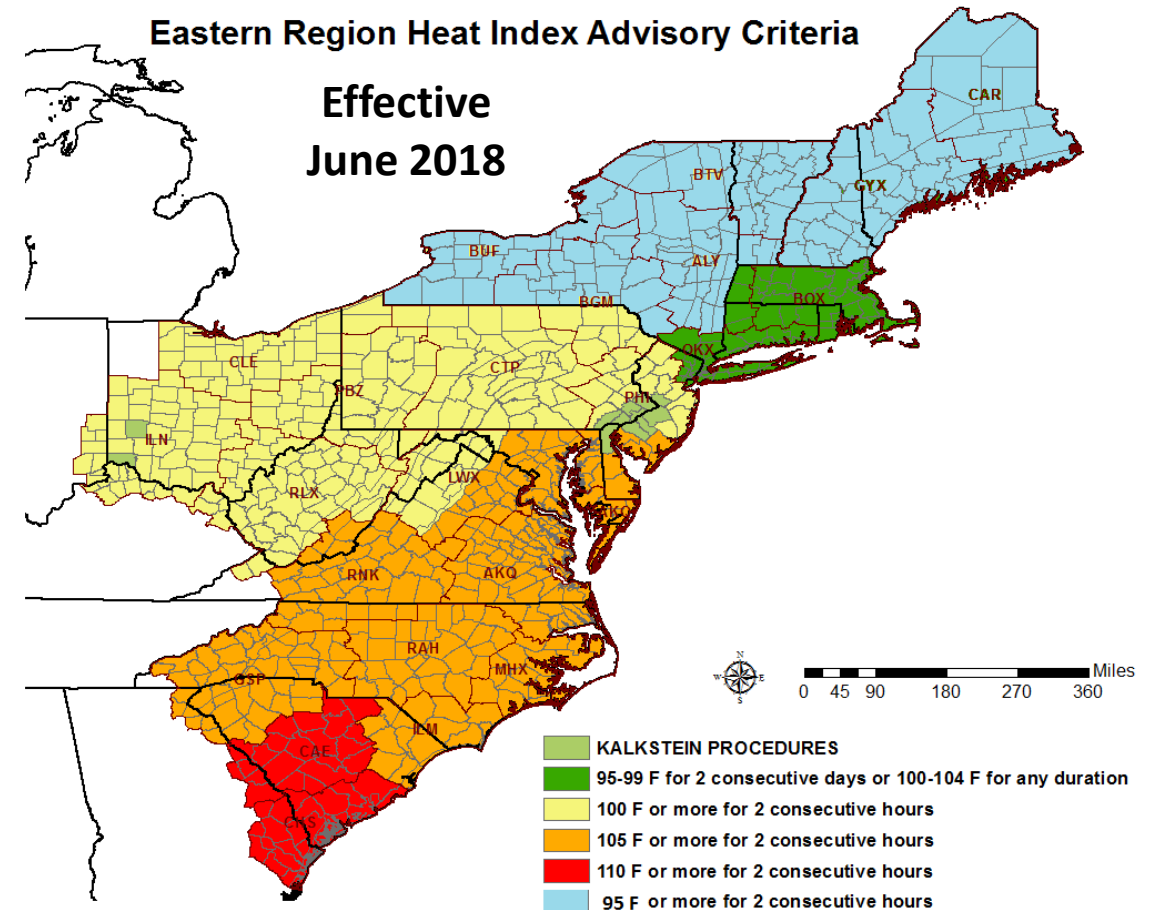 Eastern Region Heat Index Advisory Criteria
Effective
June 2018
CAR
BTV
GYX
BUF
ALY
BGM
BOX
OKX
CLE
CTP
PBZ
PHI
ILN
LWX
RLX
AKQ
RNK
AKQ
RAH
MHX
GSP
ILM
CAE
CHS
N
W E
S
Miles
0 45 90 180 270 360
KALKSTEIN PROCEDURES
95-99 F for 2 consecutive days or 100-104 F for any duration
100 F or more for 2 consecutive hours
105 F or more for 2 consecutive hours
110 F or more for 2 consecutive hours
95 F or more for 2 consecutive hours